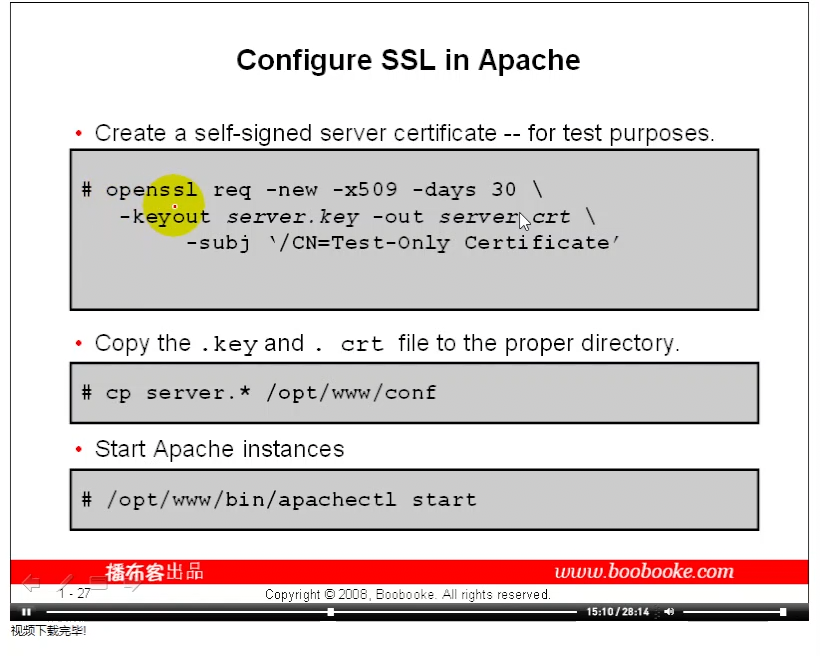 Configure SSL in Apache
• Create a self-signed server certificate -- for test purposes.
# openssl req -new -x509 -days 30 \
-keyout server.key -out server.crt \
-subj ‘/CN=Test-Only Certificate’
• Copy the .key and . crt file to the proper directory.
# cp server.* /opt/www/conf
• Start Apache instances
# /opt/www/bin/apachectl start
播布客出品 www.boobooke.com
1 - 27 Copyright © 2008, Boobooke. All rights reserved.
15:10/28:14
视频下载完毕!